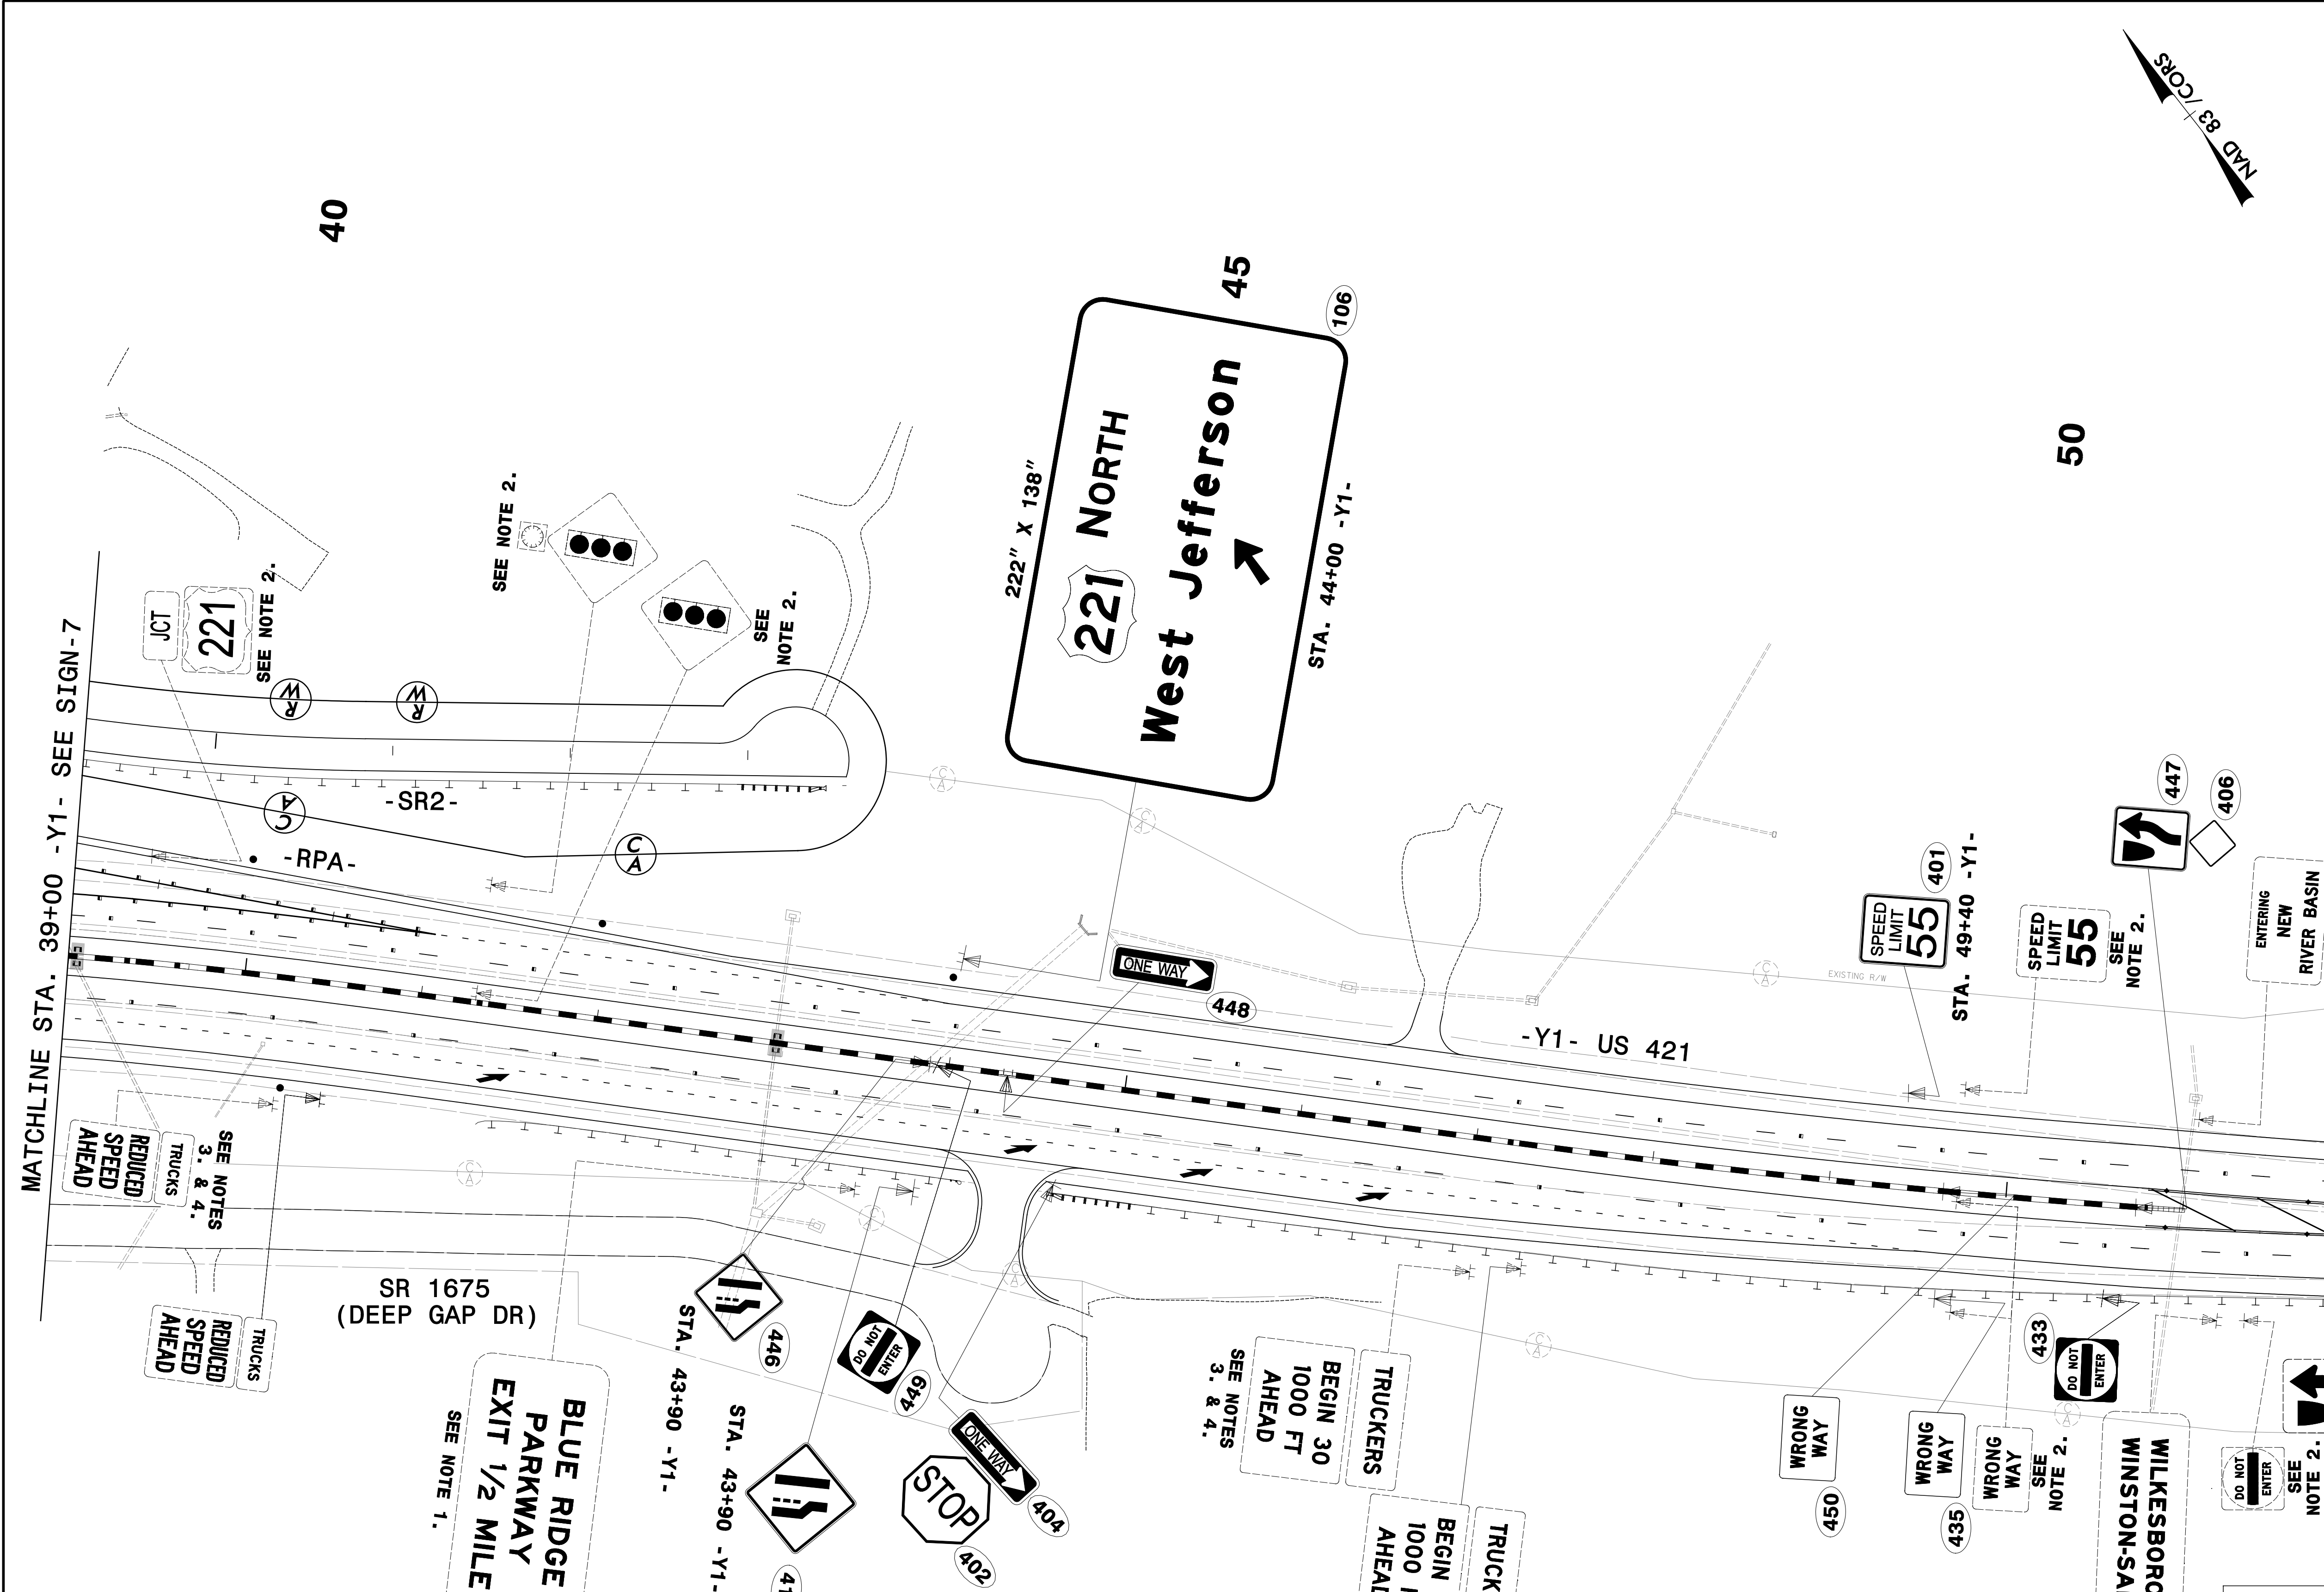 NAD 83 /CORS
40
45
50
106
222" X 138"
221 NORTH
West Jefferson
STA. 44+00 -Y1-
MATCHLINE STA. 39+00 -Y1- SEE SIGN-7
JCT
221
SEE NOTE 2.
SEE NOTE 2.
SEE
NOTE 2.
R
W
R
W
C
A
C
A
-SR2-
-RPA-
C
A
C
A
ONE WAY
448
-Y1- US 421
EXISTING R/W
C
A
SPEED
LIMIT
55
401
STA. 49+40 -Y1-
SPEED
LIMIT
55
SEE
NOTE 2.
447
406
ENTERING
NEW
RIVER BASIN
REDUCED
SPEED
AHEAD
TRUCKS
SEE NOTES
3. & 4.
C
A
C
A
C
A
SR 1675
(DEEP GAP DR)
REDUCED
SPEED
AHEAD
TRUCKS
BLUE RIDGE
PARKWAY
EXIT 1/2 MILE
SEE NOTE 1.
446
STA. 43+90 -Y1-
STA. 43+90 -Y1-
DO NOT
ENTER
449
ONE WAY
404
STOP
402
TRUCKERS
BEGIN 30
1000 FT
AHEAD
SEE NOTES
3. & 4.
BEGIN
1000
AHEAD
C
A
WRONG
WAY
450
WRONG
WAY
435
WRONG
WAY
SEE
NOTE 2.
433
DO NOT
ENTER
C
A
WINSTON-SA
DO NOT
ENTER
SEE
NOTE 2.